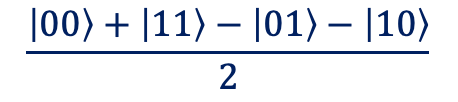 |00⟩ + |11⟩ − |01⟩ − |10⟩
2